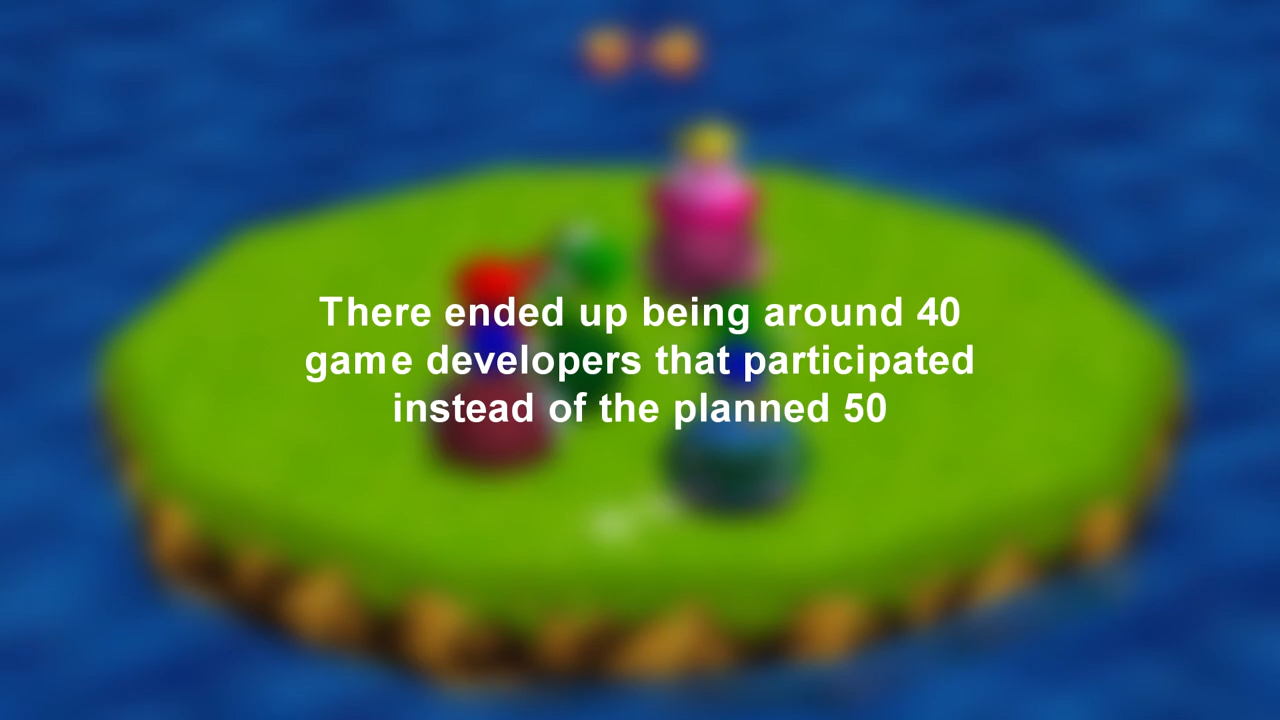 There ended up being around 40
game developers that participated
instead of the planned 50